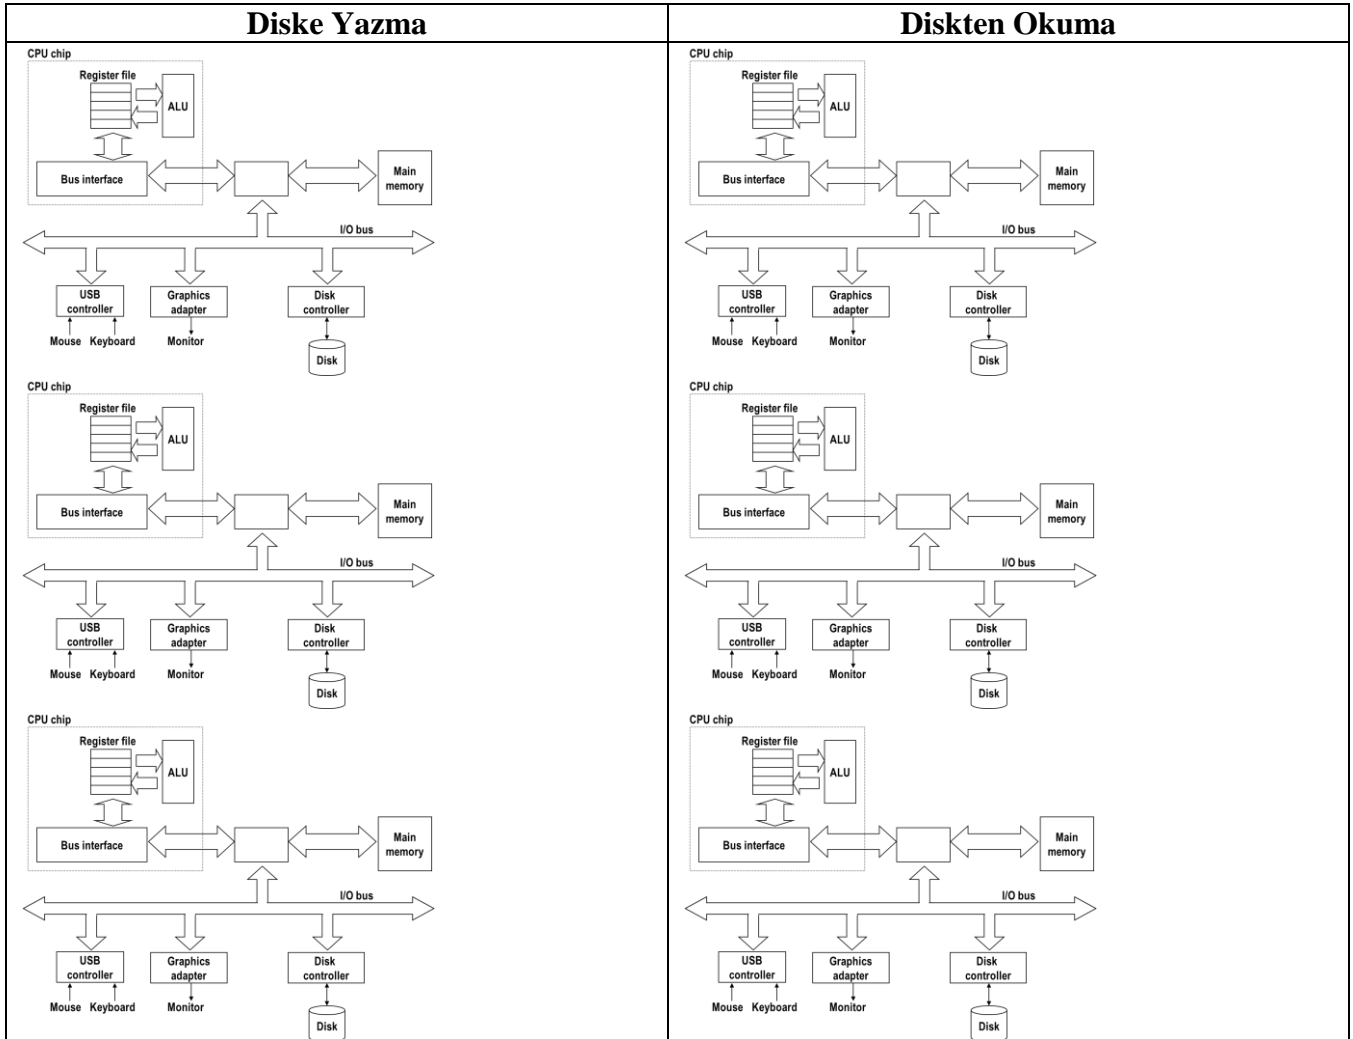 Diske Yazma
Diskten Okuma
CPU chip
Register file
ALU
Bus interface
Main
memory
I/O bus
USB
controller
Graphics
adapter
Disk
controller
Mouse Keyboard
Monitor
Disk
CPU chip
Register file
ALU
Bus interface
Main
memory
I/O bus
USB
controller
Graphics
adapter
Disk
controller
Mouse Keyboard
Monitor
Disk
CPU chip
Register file
ALU
Bus interface
Main
memory
I/O bus
USB
controller
Graphics
adapter
Disk
controller
Mouse Keyboard
Monitor
Disk
CPU chip
Register file
ALU
Bus interface
Main
memory
I/O bus
USB
controller
Graphics
adapter
Disk
controller
Mouse Keyboard
Monitor
Disk
CPU chip
Register file
ALU
Bus interface
Main
memory
I/O bus
USB
controller
Graphics
adapter
Disk
controller
Mouse Keyboard
Monitor
Disk
CPU chip
Register file
ALU
Bus interface
Main
memory
I/O bus
USB
controller
Graphics
adapter
Disk
controller
Mouse Keyboard
Monitor
Disk